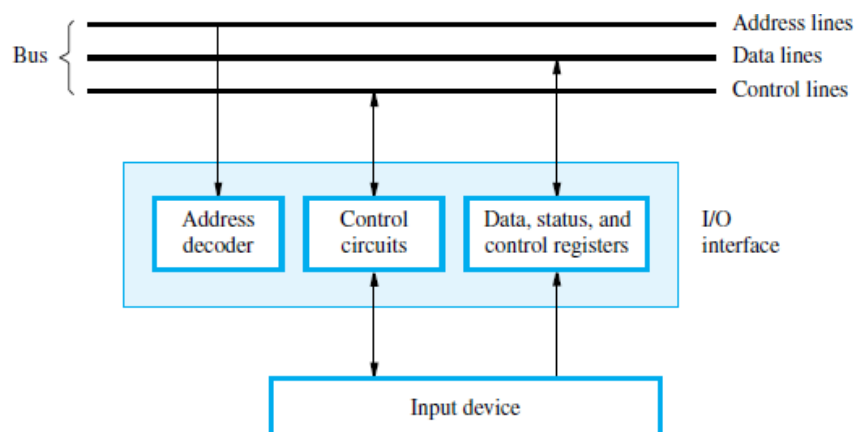 Address lines
Bus
Data lines
Control lines
Address
decoder
Control
circuits
Data, status, and
control registers
I/O
interface
Input device